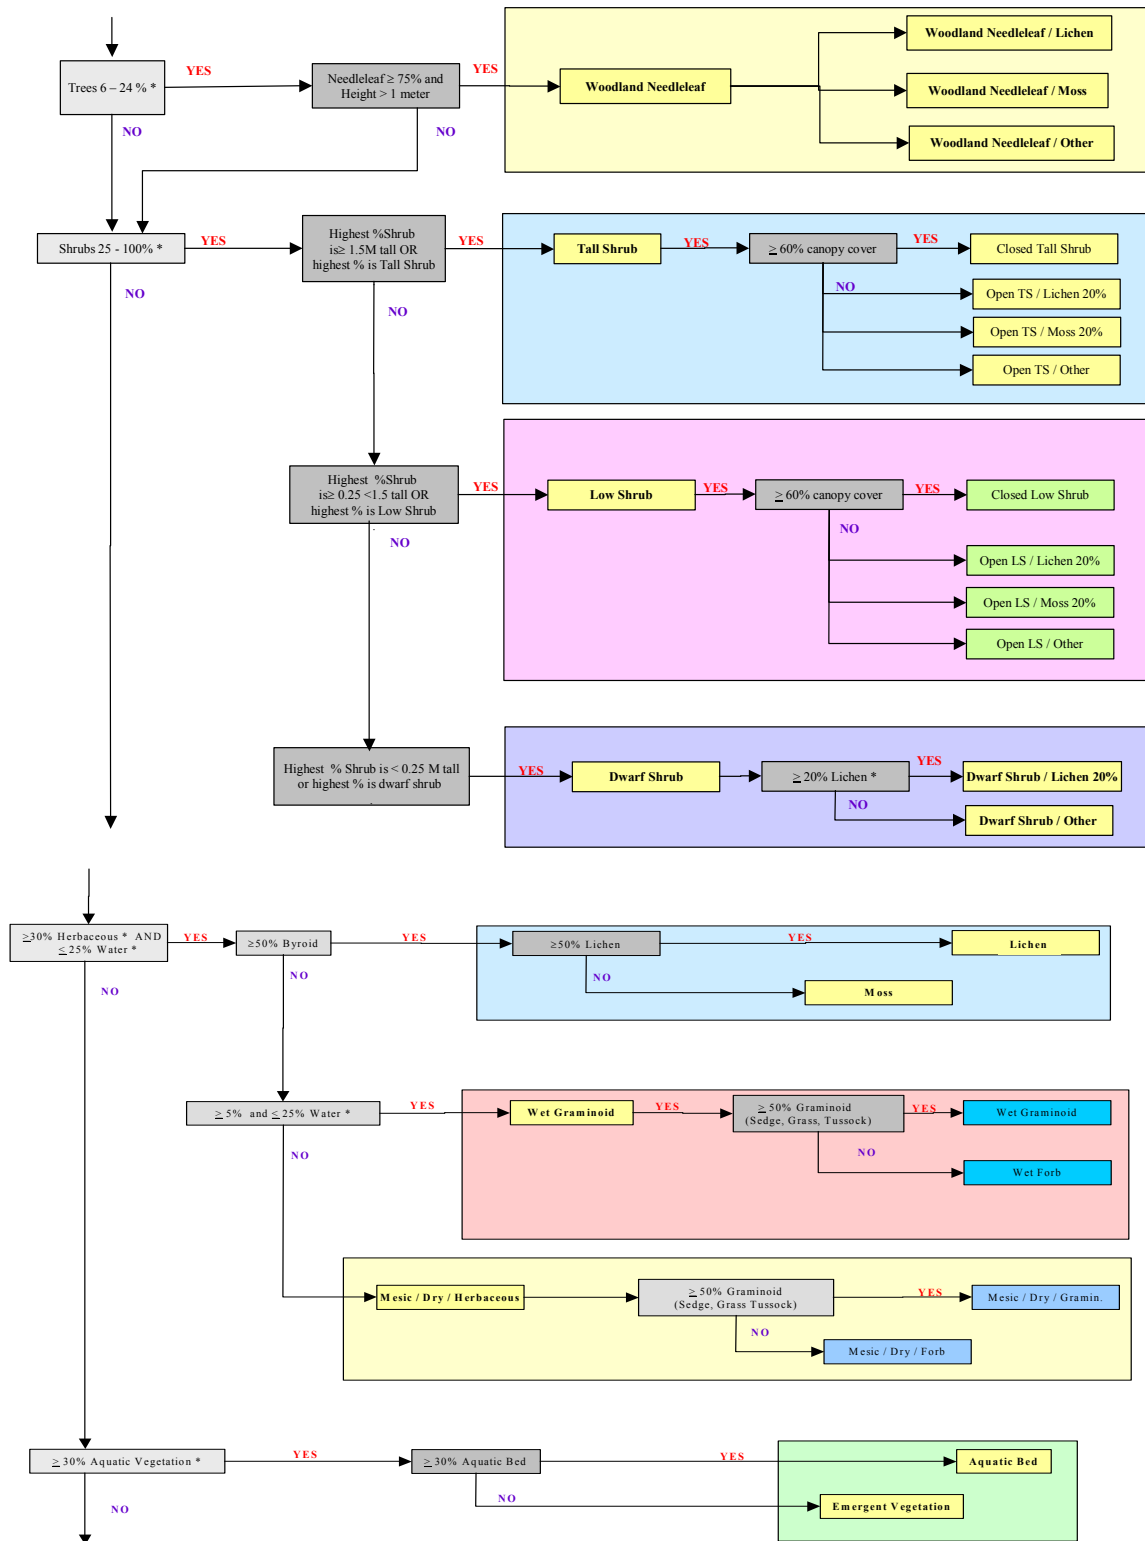 Trees 6 – 24 % *
YES
Needleleaf ≥ 75% and
Height > 1 meter
YES
Woodland Needleleaf
Woodland Needleleaf / Lichen
Woodland Needleleaf / Moss
Woodland Needleleaf / Other
NO
NO
Shrubs 25 - 100% *
YES
Highest %Shrub
is≥ 1.5M tall OR
highest % is Tall Shrub
YES
Tall Shrub
YES
≥ 60% canopy cover
YES
Closed Tall Shrub
NO
Open TS / Lichen 20%
Open TS / Moss 20%
Open TS / Other
NO
NO
Highest %Shrub
is≥ 0.25 <1.5 tall OR
highest % is Low Shrub
YES
Low Shrub
YES
≥ 60% canopy cover
YES
Closed Low Shrub
NO
Open LS / Lichen 20%
Open LS / Moss 20%
Open LS / Other
NO
Highest % Shrub is < 0.25 M tall
or highest % is dwarf shrub
YES
Dwarf Shrub
≥ 20% Lichen *
YES
Dwarf Shrub / Lichen 20%
NO
Dwarf Shrub / Other
≥30% Herbaceous * AND
≤ 25% Water *
YES
≥50% Byroid
YES
≥50% Lichen
YES
Lichen
NO
Moss
NO
NO
≥ 5% and ≤ 25% Water *
YES
Wet Graminoid
YES
≥ 50% Graminoid
(Sedge, Grass, Tussock)
YES
Wet Graminoid
NO
Wet Forb
NO
Mesic / Dry / Herbaceous
≥ 50% Graminoid
(Sedge, Grass Tussock)
YES
Mesic / Dry / Gramin.
NO
Mesic / Dry / Forb
≥ 30% Aquatic Vegetation *
YES
≥ 30% Aquatic Bed
YES
Aquatic Bed
NO
Emergent Vegetation
NO